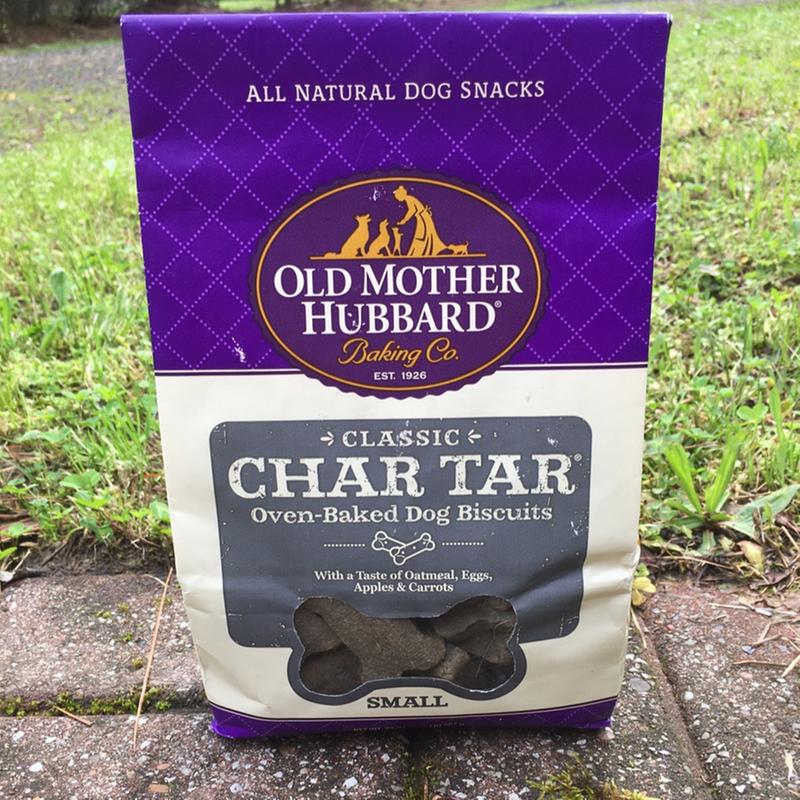 ALL NATURAL DOG SNACKS
OLD MOTHER
HUBBARD®
Baking Co.
EST. 1926
CLASSIC
CHAR TAR®
Oven-Baked Dog Biscuits
With a Taste of Oatmeal, Eggs,
Apples & Carrots
SMALL